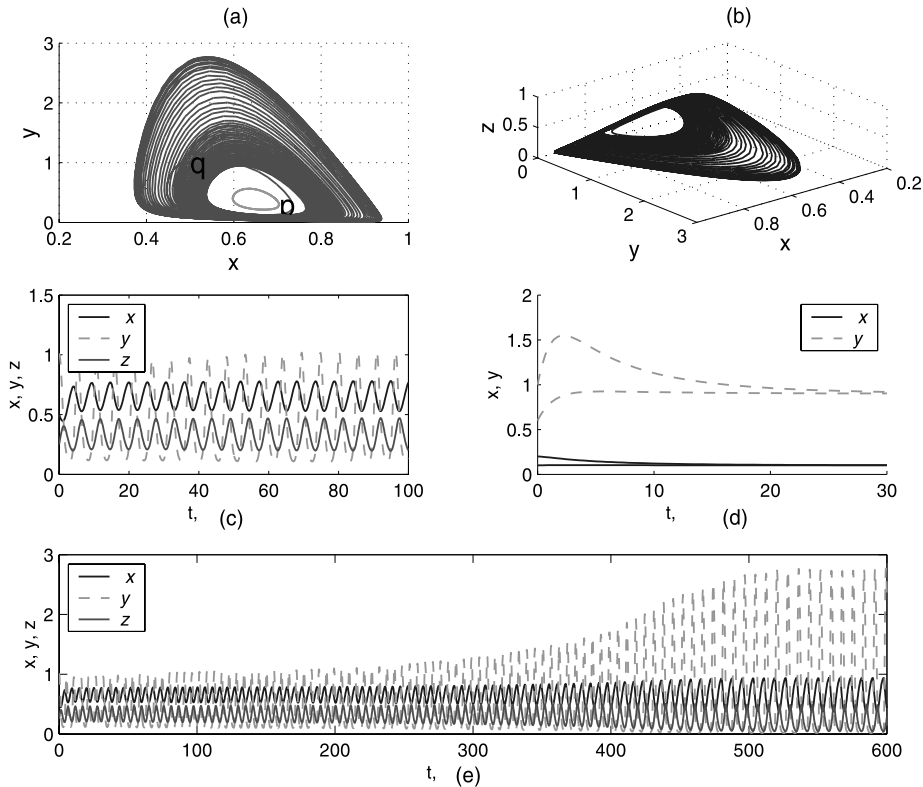 (a)
(b)
3
2
1
0
y
q
p
0.2
0.4
0.6
0.8
1
x
1
0.5
0
z
0
1
2
3
y
0.8
0.6
0.4
0.2
x
1.5
1
0.5
0
x, y, z
x
y
z
0
20
40
60
80
100
t,
(c)
2
1.5
1
0.5
0
x, y
x
y
0
10
20
30
t,
(d)
3
2
1
0
x, y, z
x
y
z
0
100
200
300
400
500
600
t,
(e)